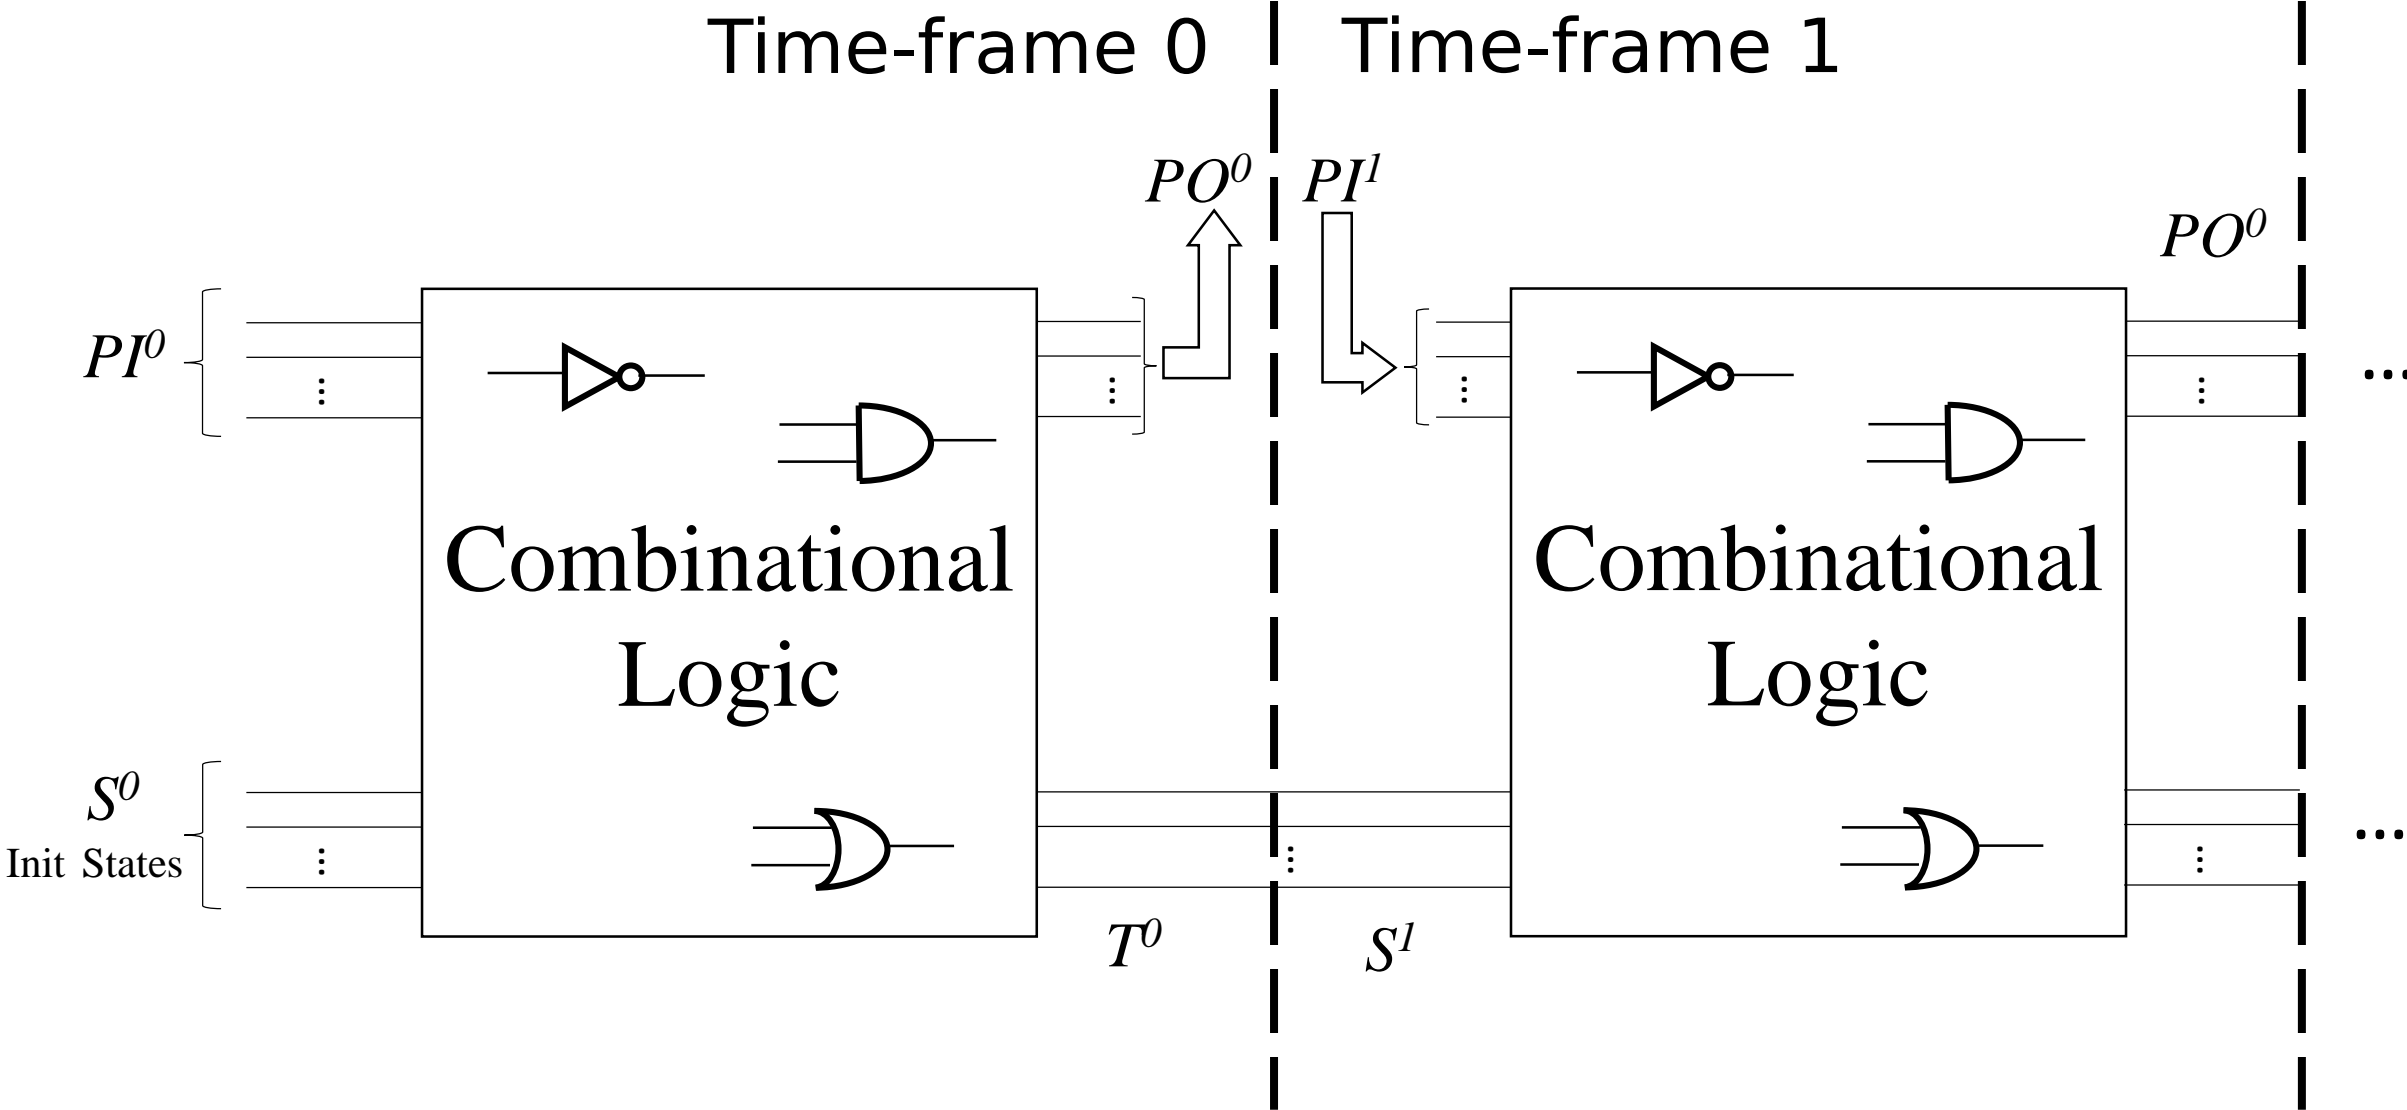 Time-frame 0
Time-frame 1
PO⁰
PI¹
PO⁰
PI⁰
...
Combinational
Logic
Combinational
Logic
S⁰
Init States
...
T⁰
S¹